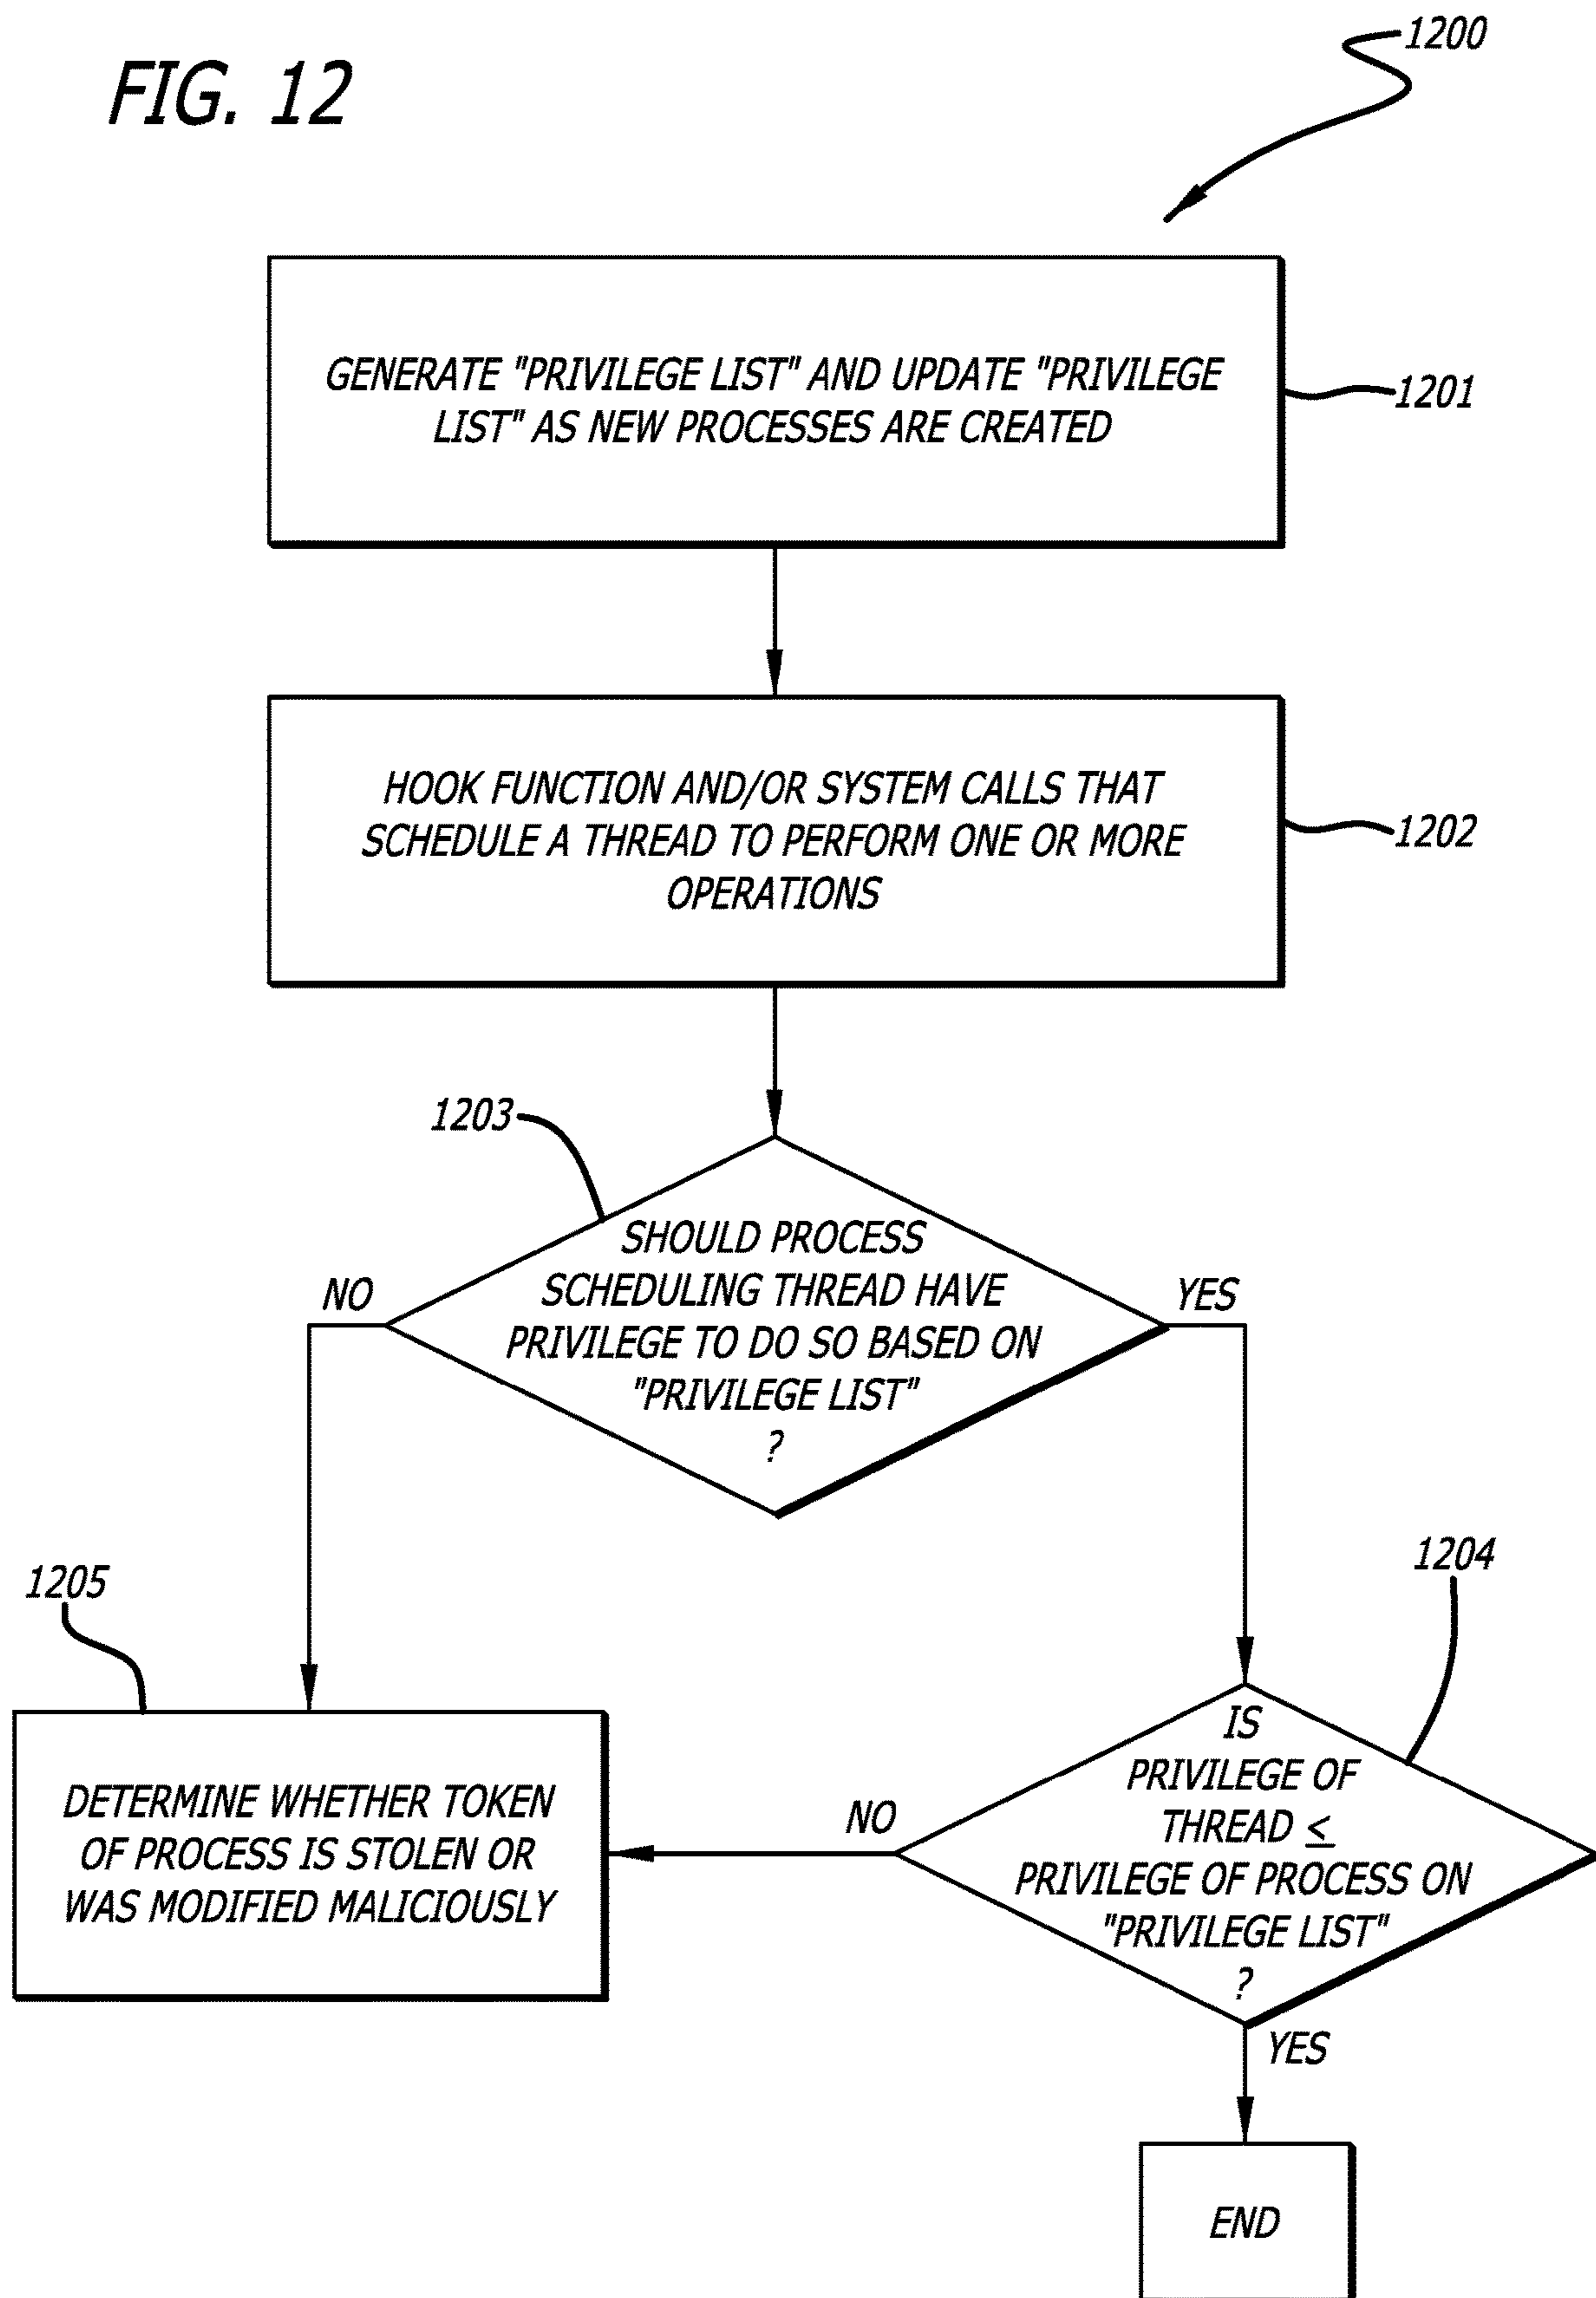 FIG. 12
1200
GENERATE "PRIVILEGE LIST" AND UPDATE "PRIVILEGE
LIST" AS NEW PROCESSES ARE CREATED
1201
HOOK FUNCTION AND/OR SYSTEM CALLS THAT
SCHEDULE A THREAD TO PERFORM ONE OR MORE
OPERATIONS
1202
1203
SHOULD PROCESS
SCHEDULING THREAD HAVE
PRIVILEGE TO DO SO BASED ON
"PRIVILEGE LIST"
?
NO
YES
1204
IS
PRIVILEGE OF
THREAD ≤
PRIVILEGE OF PROCESS ON
"PRIVILEGE LIST"
?
NO
YES
1205
DETERMINE WHETHER TOKEN
OF PROCESS IS STOLEN OR
WAS MODIFIED MALICIOUSLY
END